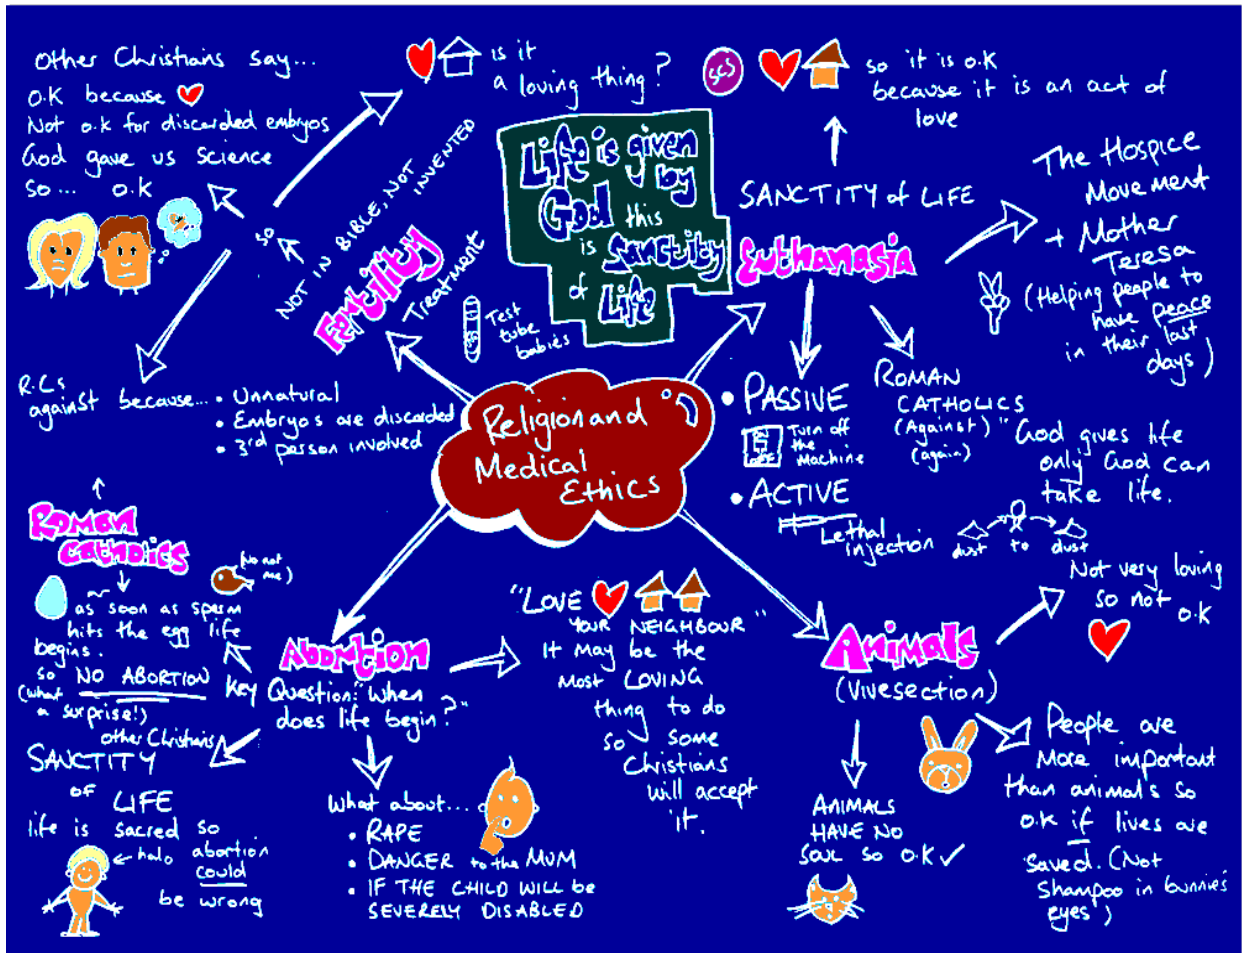 Other Christians say...
O.K because
Not o.k for discarded embryos
God gave us science
so... o.k
is it
a loving thing?
so
NOT IN BIBLE, NOT INVENTED
Fertility
Treatment
Test
tube
babies
R.C.s
against because...
• Unnatural
• Embryos are discarded
• 3rd person involved
Life is given
by
God this
is Sanctity
of
Life
SCS
so it is O.K
because it is an act of
love
SANCTITY of LIFE
Euthanasia
The Hospice
Movement
+ Mother
Teresa
(Helping people to
have peace
in their last
days)
• PASSIVE
Turn off
the
Machine
OFF
• ACTIVE
Lethal
injection
ROMAN
CATHOLICS
(Against)
(again)
"God gives life
only God can
take life.
dust to dust
Religion and
Medical
Ethics
Roman
Catholics
(No not
me)
as soon as sperm
hits the egg life
begins.
so NO ABORTION
(what
a surprise!)
Abortion
Key Question: "When
does life begin?"
other Christians
SANCTITY
OF
LIFE
life is sacred so
halo
abortion
could
be wrong
What about...
• RAPE
• DANGER to the MUM
• IF THE CHILD WILL be
SEVERELY DISABLED
"LOVE
YOUR NEIGHBOUR"
IT May be the
Most LOVING
thing to do
so some
Christians
will accept
it.
Animals
(Vivesection)
Not very loving
so not
O.K
ANIMALS
HAVE NO
SOUL SO O.K ✓
People are
More important
than animals so
O.K if lives are
saved. (Not
Shampoo in bunnie's
eyes')